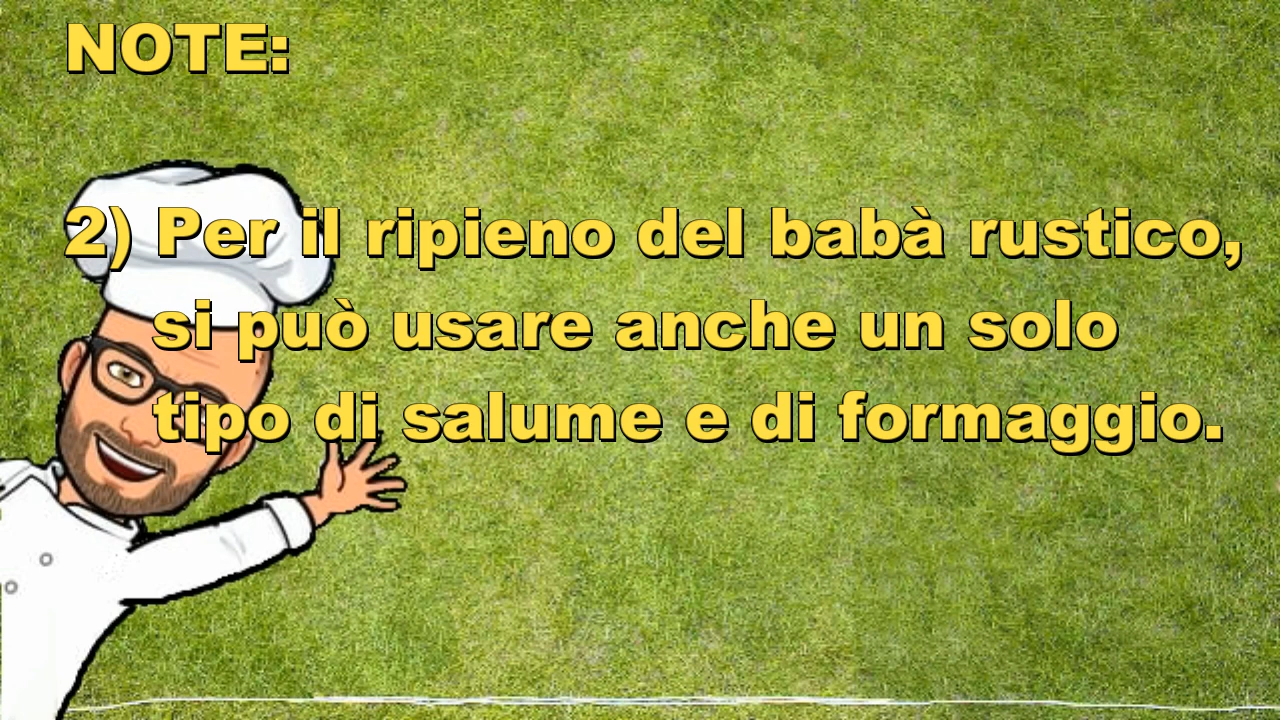 NOTE:
2) Per il ripieno del babà rustico,
si può usare anche un solo
tipo di salume e di formaggio.